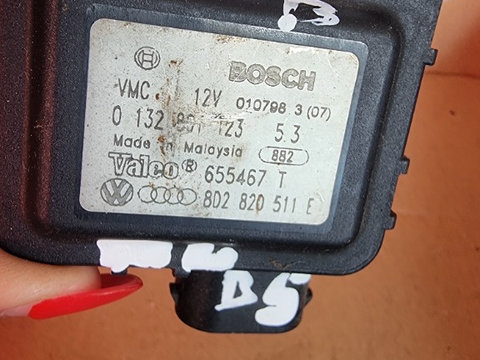 B
BOSCH
VMC 12V 010798 3 (07)
0 132 801 123 5.3
Made in Malaysia 882
Valeo® 655467 T
8D2 820 511 E
B5